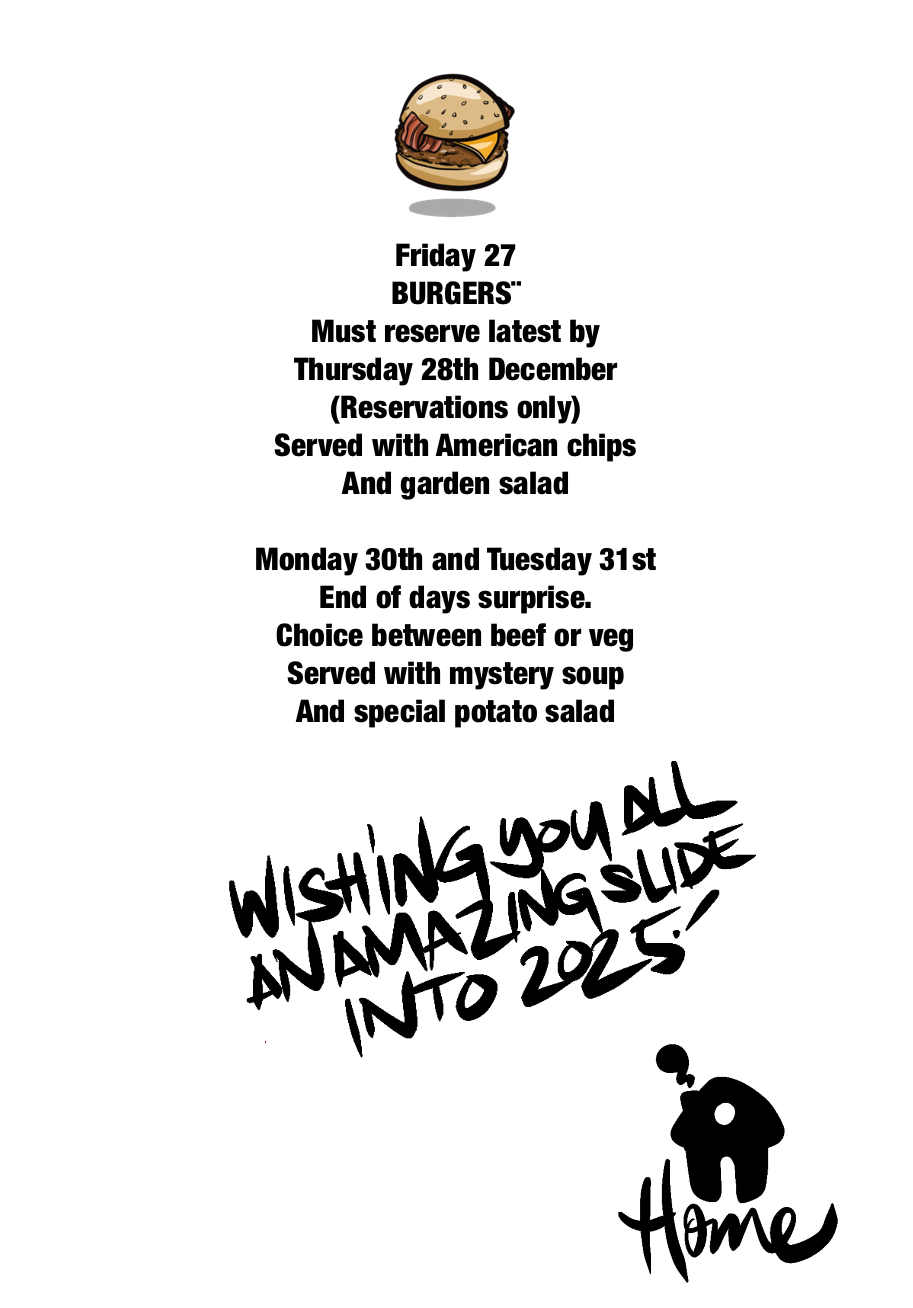 Friday 27
BURGERS¨
Must reserve latest by
Thursday 28th December
(Reservations only)
Served with American chips
And garden salad
Monday 30th and Tuesday 31st
End of days surprise.
Choice between beef or veg
Served with mystery soup
And special potato salad
WISHING YOU ALL
AN AMAZING SLIDE
INTO 2025!
Home